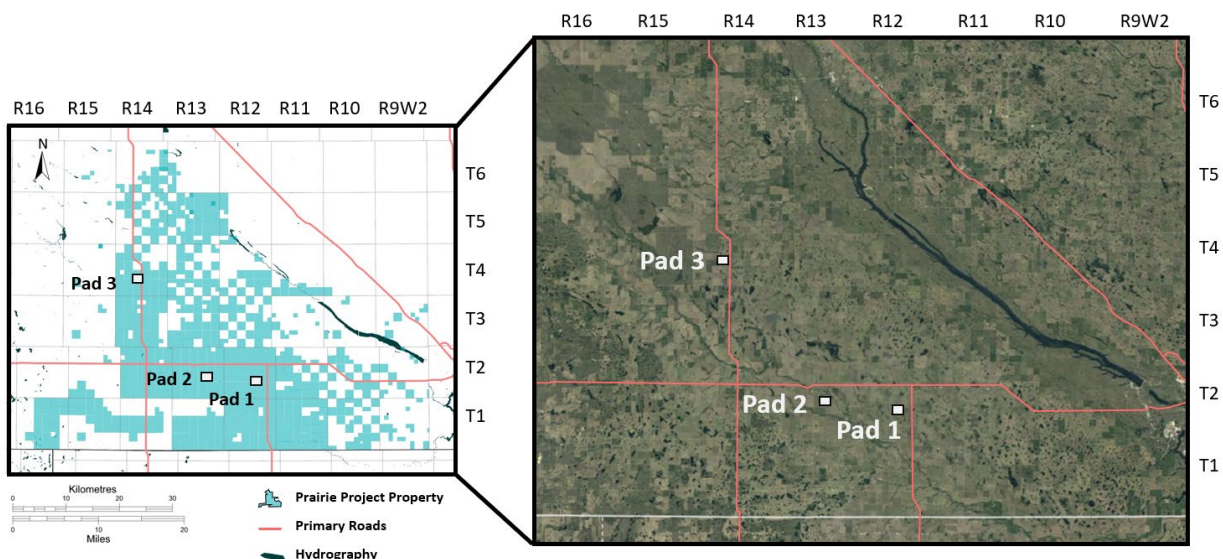 R16 R15 R14 R13 R12 R11 R10 R9W2
T6
T5
T4
T3
T2
T1
Pad 3
Pad 2
Pad 1
R16 R15 R14 R13 R12 R11 R10 R9W2
N
T6
T5
T4
T3
T2
T1
Pad 3
Pad 2
Pad 1
Kilometres
0 10 20 30
0 10 20
Miles
Prairie Project Property
Primary Roads
Hydrography